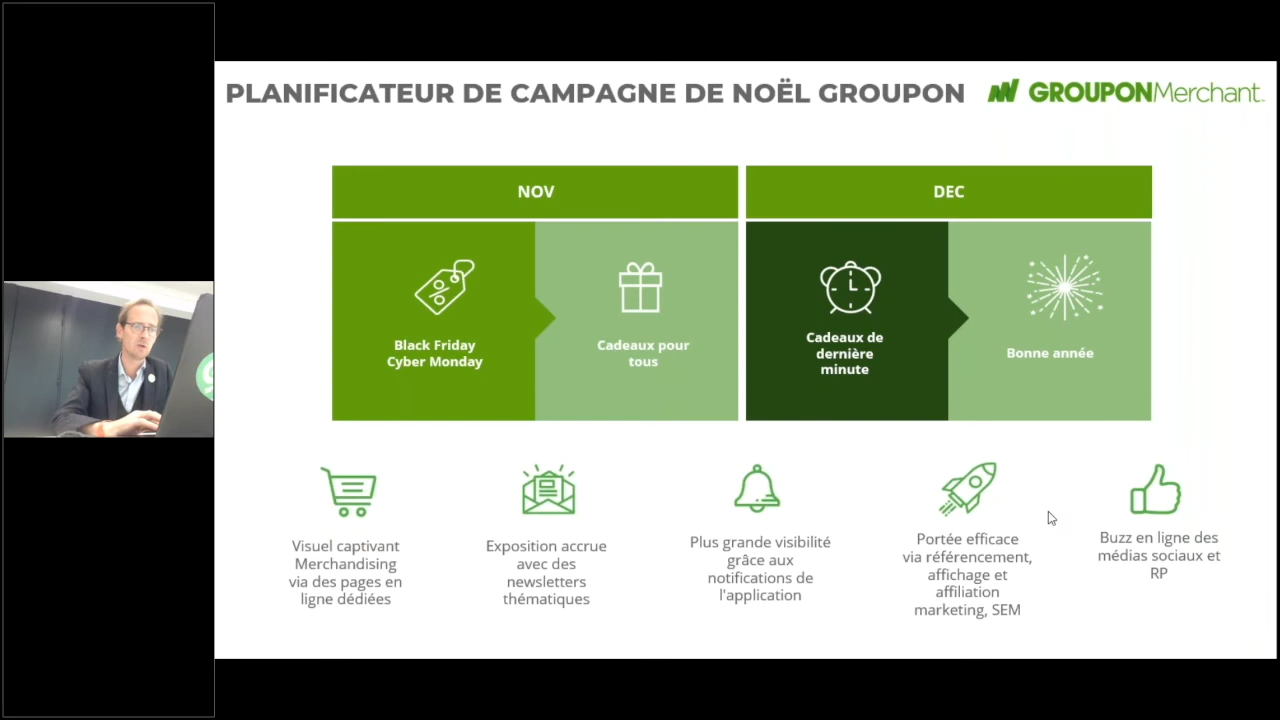 PLANIFICATEUR DE CAMPAGNE DE NOËL GROUPON
GROUPON Merchant
NOV
DEC
Black Friday
Cyber Monday
Cadeaux pour
tous
Cadeaux de
dernière
minute
Bonne année
Visuel captivant
Merchandising
via des pages en
ligne dédiées
Exposition accrue
avec des
newsletters
thématiques
Plus grande visibilité
grâce aux
notifications de
l'application
Portée efficace
via référencement,
affichage et
affiliation
marketing, SEM
Buzz en ligne des
médias sociaux et
RP